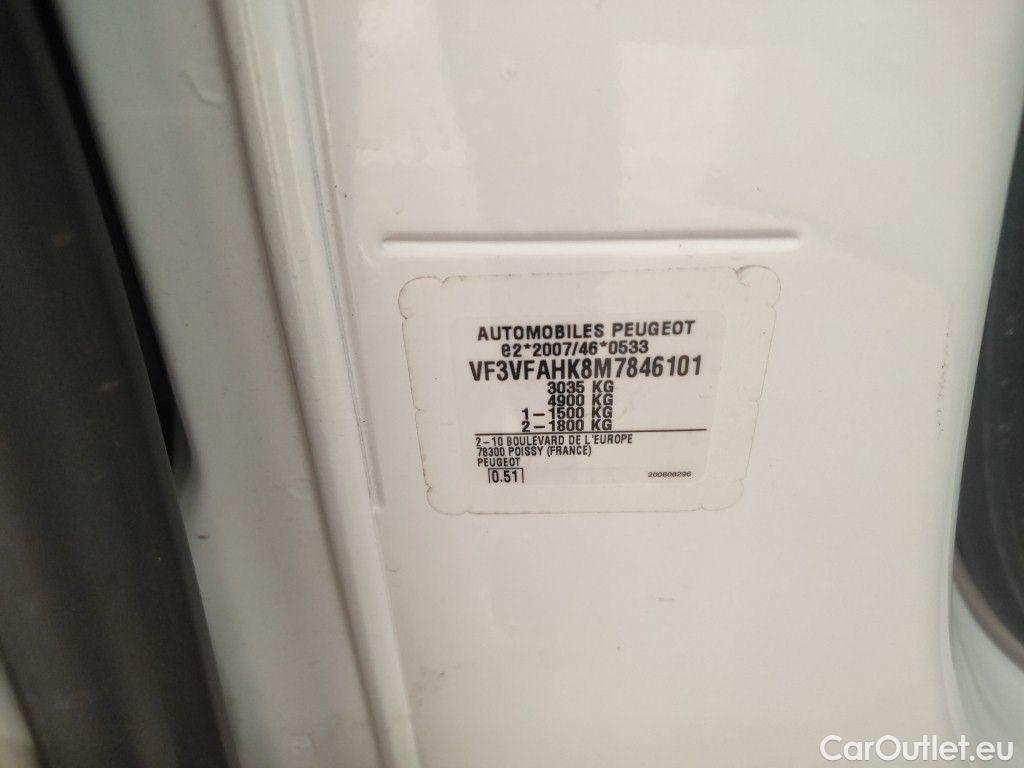 AUTOMOBILES PEUGEOT
e2*2007/46*0533
VF3VFAHK8M7846101
3035 KG
4900 KG
1-1500 KG
2-1800 KG
2-10 BOULEVARD DE L'EUROPE
78300 POISSY (FRANCE)
PEUGEOT
0.51
200608296
CarOutlet.eu